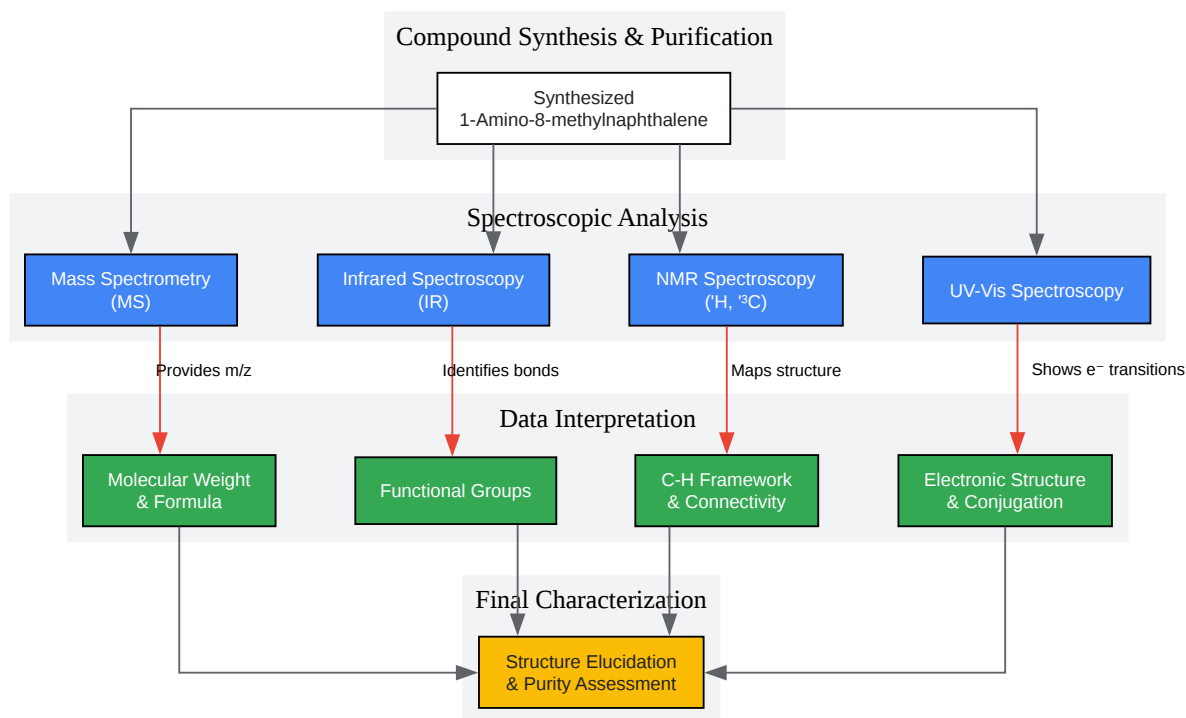 Compound Synthesis & Purification
Synthesized
1-Amino-8-methylnaphthalene
Spectroscopic Analysis
Mass Spectrometry
(MS)
Infrared Spectroscopy
(IR)
NMR Spectroscopy
('H, '³C)
UV-Vis Spectroscopy
Provides m/z
Identifies bonds
Maps structure
Shows e⁻ transitions
Data Interpretation
Molecular Weight
& Formula
Functional Groups
C-H Framework
& Connectivity
Electronic Structure
& Conjugation
Final Characterization
Structure Elucidation
& Purity Assessment